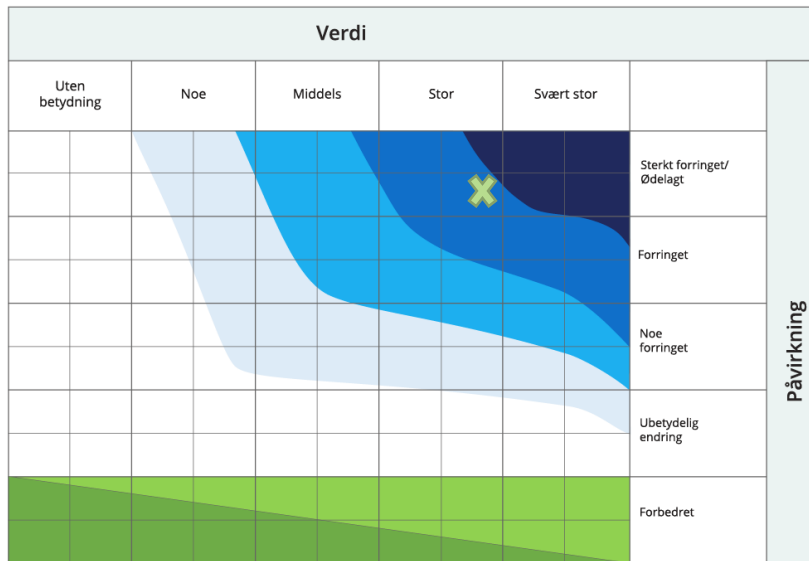 Verdi
Uten
betydning
Noe
Middels
Stor
Svært stor
Sterkt forringet/
Ødelagt
Forringet
Noe
forringet
Ubetydelig
endring
Forbedret
Påvirkning